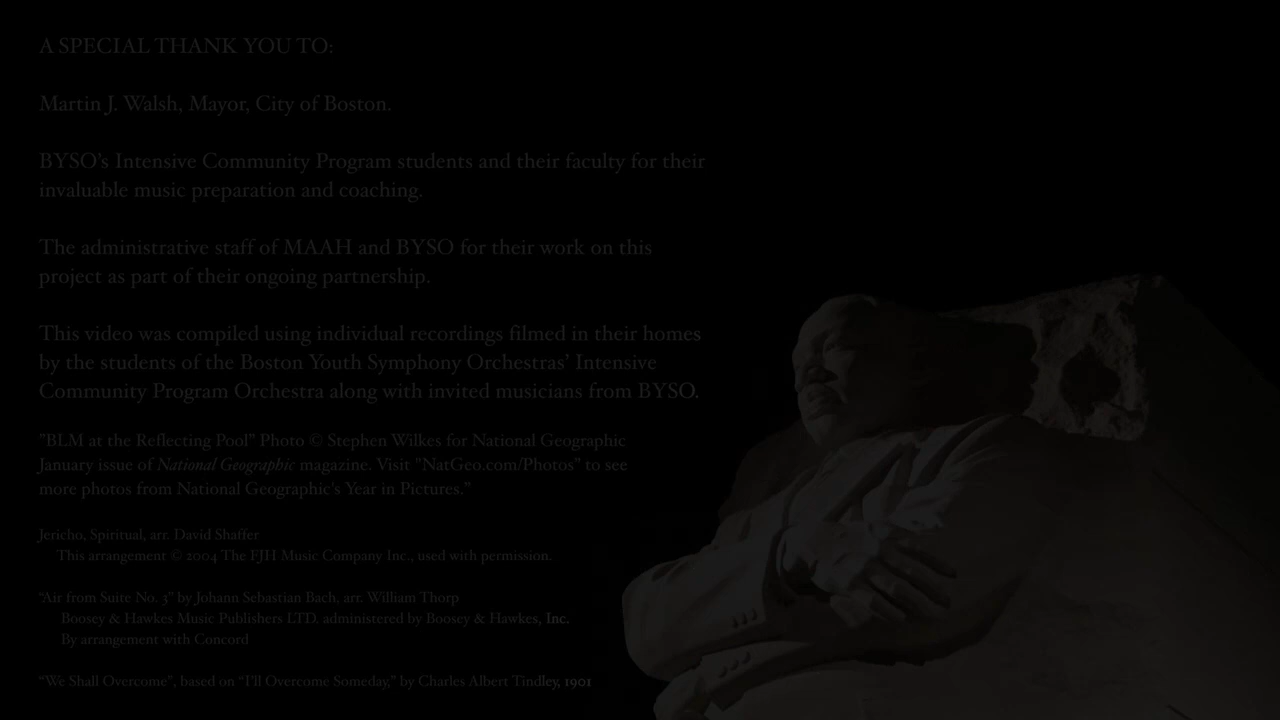 A SPECIAL THANK YOU TO:
Martin J. Walsh, Mayor, City of Boston.
BYSO’s Intensive Community Program students and their faculty for their
invaluable music preparation and coaching.
The administrative staff of MAAH and BYSO for their work on this
project as part of their ongoing partnership.
This video was compiled using individual recordings filmed in their homes
by the students of the Boston Youth Symphony Orchestras’ Intensive
Community Program Orchestra along with invited musicians from BYSO.
"BLM at the Reflecting Pool” Photo © Stephen Wilkes for National Geographic
January issue of National Geographic magazine. Visit "NatGeo.com/Photos” to see
more photos from National Geographic's Year in Pictures.”
Jericho, Spiritual, arr. David Shaffer
This arrangement © 2004 The FJH Music Company Inc., used with permission.
“Air from Suite No. 3” by Johann Sebastian Bach, arr. William Thorp
Boosey & Hawkes Music Publishers LTD. administered by Boosey & Hawkes, Inc.
By arrangement with Concord
“We Shall Overcome”, based on “I’ll Overcome Someday,” by Charles Albert Tindley, 1901